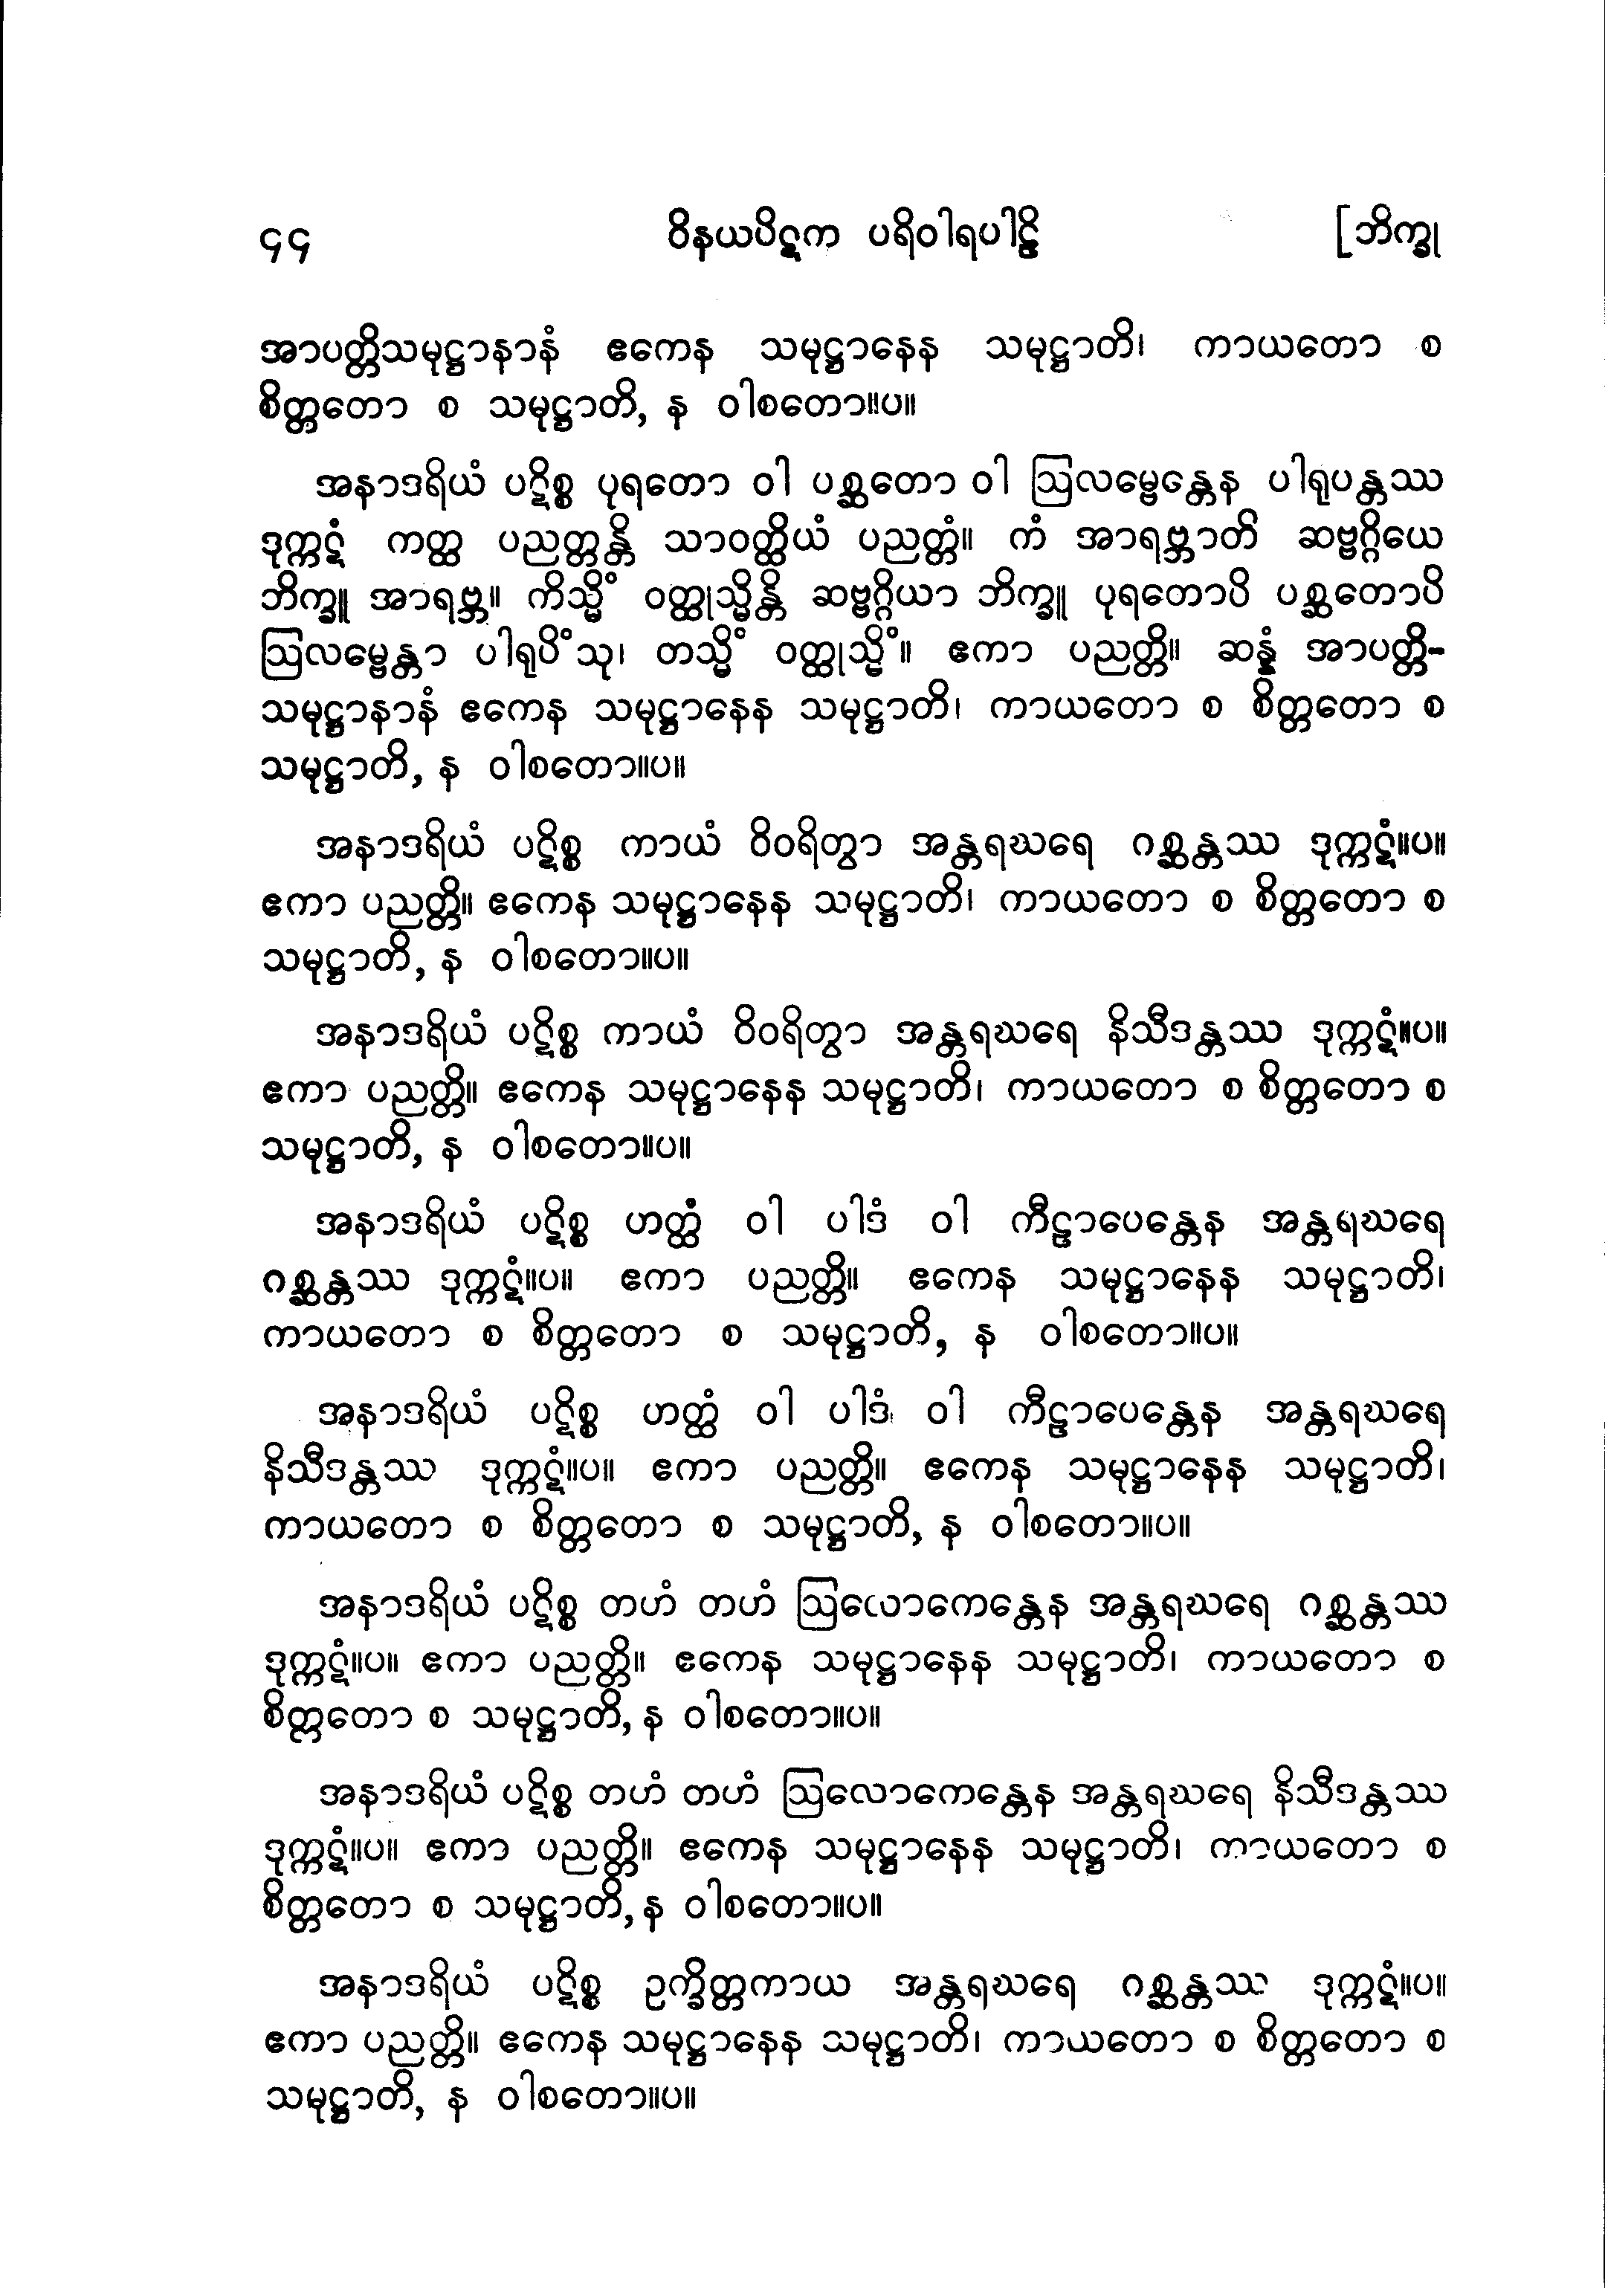 ၄၄ ဝိနယပိဋက ပရိဝါရပါဠိ [ဘိက္ခု
အာပတ္တိသမုဋ္ဌာနာနံ ဧကေန သမုဋ္ဌာနေန သမုဋ္ဌာတိ၊ ကာယတော စ
စိတ္တတော စ သမုဋ္ဌာတိ, န ဝါစတော။ပ။
အနာဒရိယံ ပဋိစ္စ ပုရတော ဝါ ပစ္ဆတော ဝါ ဩလမ္ဗေန္တေန ပါရုပန္တဿ
ဒုက္ကဋံ ကတ္ထ ပညတ္တန္တိ သာဝတ္ထိယံ ပညတ္တံ။ ကံ အာရဗ္ဘာတိ ဆဗ္ဗဂ္ဂိယေ
ဘိက္ခူ အာရဗ္ဘ။ ကိသ္မိံ ဝတ္ထုသ္မိန္တိ ဆဗ္ဗဂ္ဂိယာ ဘိက္ခူ ပုရတောပိ ပစ္ဆတောပိ
ဩလမ္ဗေန္တာ ပါရုပိံသု၊ တသ္မိံ ဝတ္ထုသ္မိံ။ ဧကာ ပညတ္တိ။ ဆန္နံ အာပတ္တိ-
သမုဋ္ဌာနာနံ ဧကေန သမုဋ္ဌာနေန သမုဋ္ဌာတိ၊ ကာယတော စ စိတ္တတော စ
သမုဋ္ဌာတိ, န ဝါစတော။ပ။
အနာဒရိယံ ပဋိစ္စ ကာယံ ဝိဝရိတွာ အန္တရဃရေ ဂစ္ဆန္တဿ ဒုက္ကဋံ။ပ။
ဧကာ ပညတ္တိ။ ဧကေန သမုဋ္ဌာနေန သမုဋ္ဌာတိ၊ ကာယတော စ စိတ္တတော စ
သမုဋ္ဌာတိ, န ဝါစတော။ပ။
အနာဒရိယံ ပဋိစ္စ ကာယံ ဝိဝရိတွာ အန္တရဃရေ နိသီဒန္တဿ ဒုက္ကဋံ။ပ။
ဧကာ ပညတ္တိ။ ဧကေန သမုဋ္ဌာနေန သမုဋ္ဌာတိ၊ ကာယတော စ စိတ္တတော စ
သမုဋ္ဌာတိ, န ဝါစတော။ပ။
အနာဒရိယံ ပဋိစ္စ ဟတ္ထံ ဝါ ပါဒံ ဝါ ကီဠာပေန္တေန အန္တရဃရေ
ဂစ္ဆန္တဿ ဒုက္ကဋံ။ပ။ ဧကာ ပညတ္တိ။ ဧကေန သမုဋ္ဌာနေန သမုဋ္ဌာတိ၊
ကာယတော စ စိတ္တတော စ သမုဋ္ဌာတိ, န ဝါစတော။ပ။
အနာဒရိယံ ပဋိစ္စ ဟတ္ထံ ဝါ ပါဒံ ဝါ ကီဠာပေန္တေန အန္တရဃရေ
နိသီဒန္တဿ ဒုက္ကဋံ။ပ။ ဧကာ ပညတ္တိ။ ဧကေန သမုဋ္ဌာနေန သမုဋ္ဌာတိ၊
ကာယတော စ စိတ္တတော စ သမုဋ္ဌာတိ, န ဝါစတော။ပ။
အနာဒရိယံ ပဋိစ္စ တဟံ တဟံ ဩလောကေန္တေန အန္တရဃရေ ဂစ္ဆန္တဿ
ဒုက္ကဋံ။ပ။ ဧကာ ပညတ္တိ။ ဧကေန သမုဋ္ဌာနေန သမုဋ္ဌာတိ၊ ကာယတော စ
စိတ္တတော စ သမုဋ္ဌာတိ, န ဝါစတော။ပ။
အနာဒရိယံ ပဋိစ္စ တဟံ တဟံ ဩလောကေန္တေန အန္တရဃရေ နိသီဒန္တဿ
ဒုက္ကဋံ။ပ။ ဧကာ ပညတ္တိ။ ဧကေန သမုဋ္ဌာနေန သမုဋ္ဌာတိ၊ ကာယတော စ
စိတ္တတော စ သမုဋ္ဌာတိ, န ဝါစတော။ပ။
အနာဒရိယံ ပဋိစ္စ ဥက္ခိတ္တကာယ အန္တရဃရေ ဂစ္ဆန္တဿ ဒုက္ကဋံ။ပ။
ဧကာ ပညတ္တိ။ ဧကေန သမုဋ္ဌာနေန သမုဋ္ဌာတိ၊ ကာယတော စ စိတ္တတော စ
သမုဋ္ဌာတိ, န ဝါစတော။ပ။